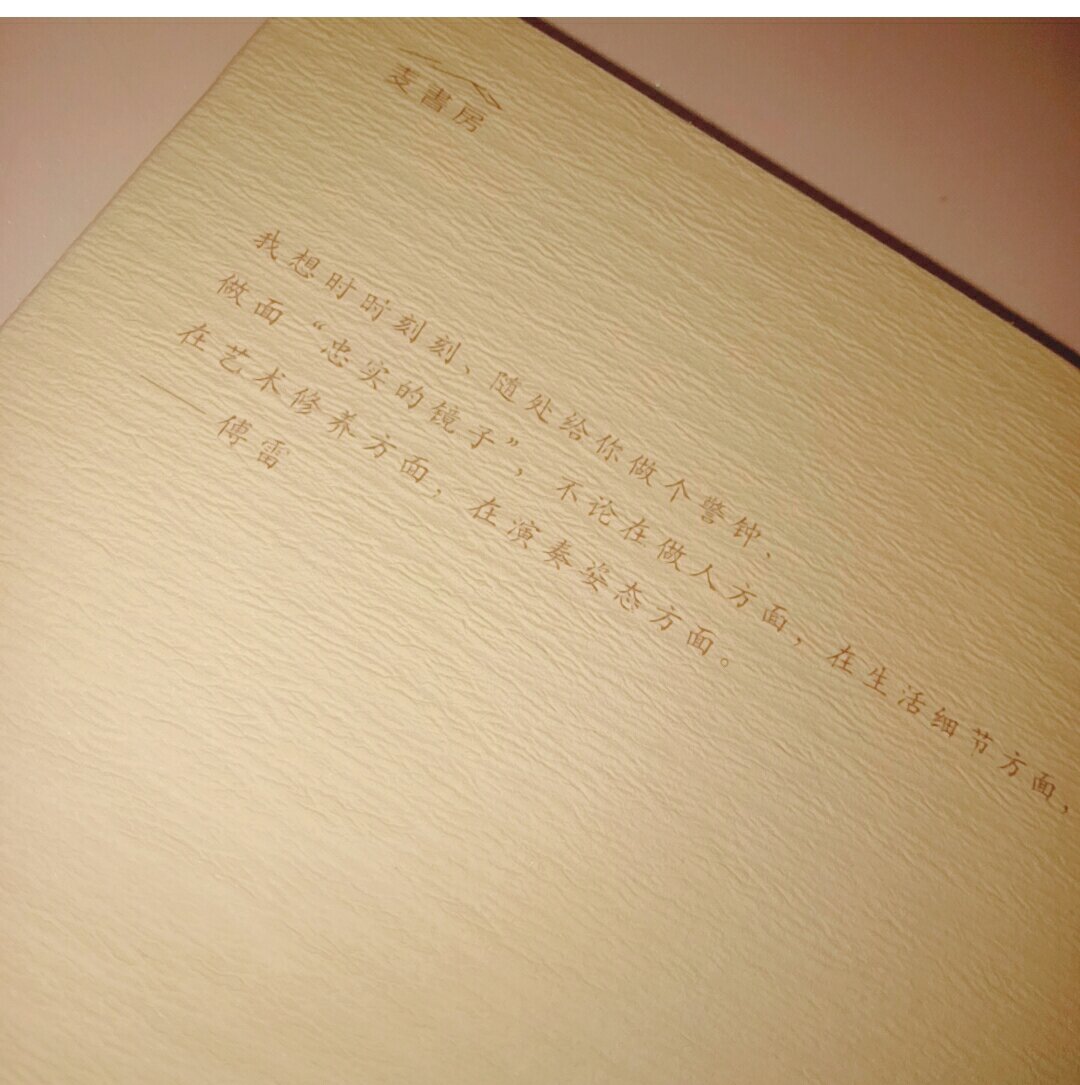 麦書房
我想时时刻刻、随处给你做个警钟、
做面“忠实的镜子”，不论在做人方面，在生活细节方面，
在艺术修养方面，在演奏姿态方面。
——傅雷